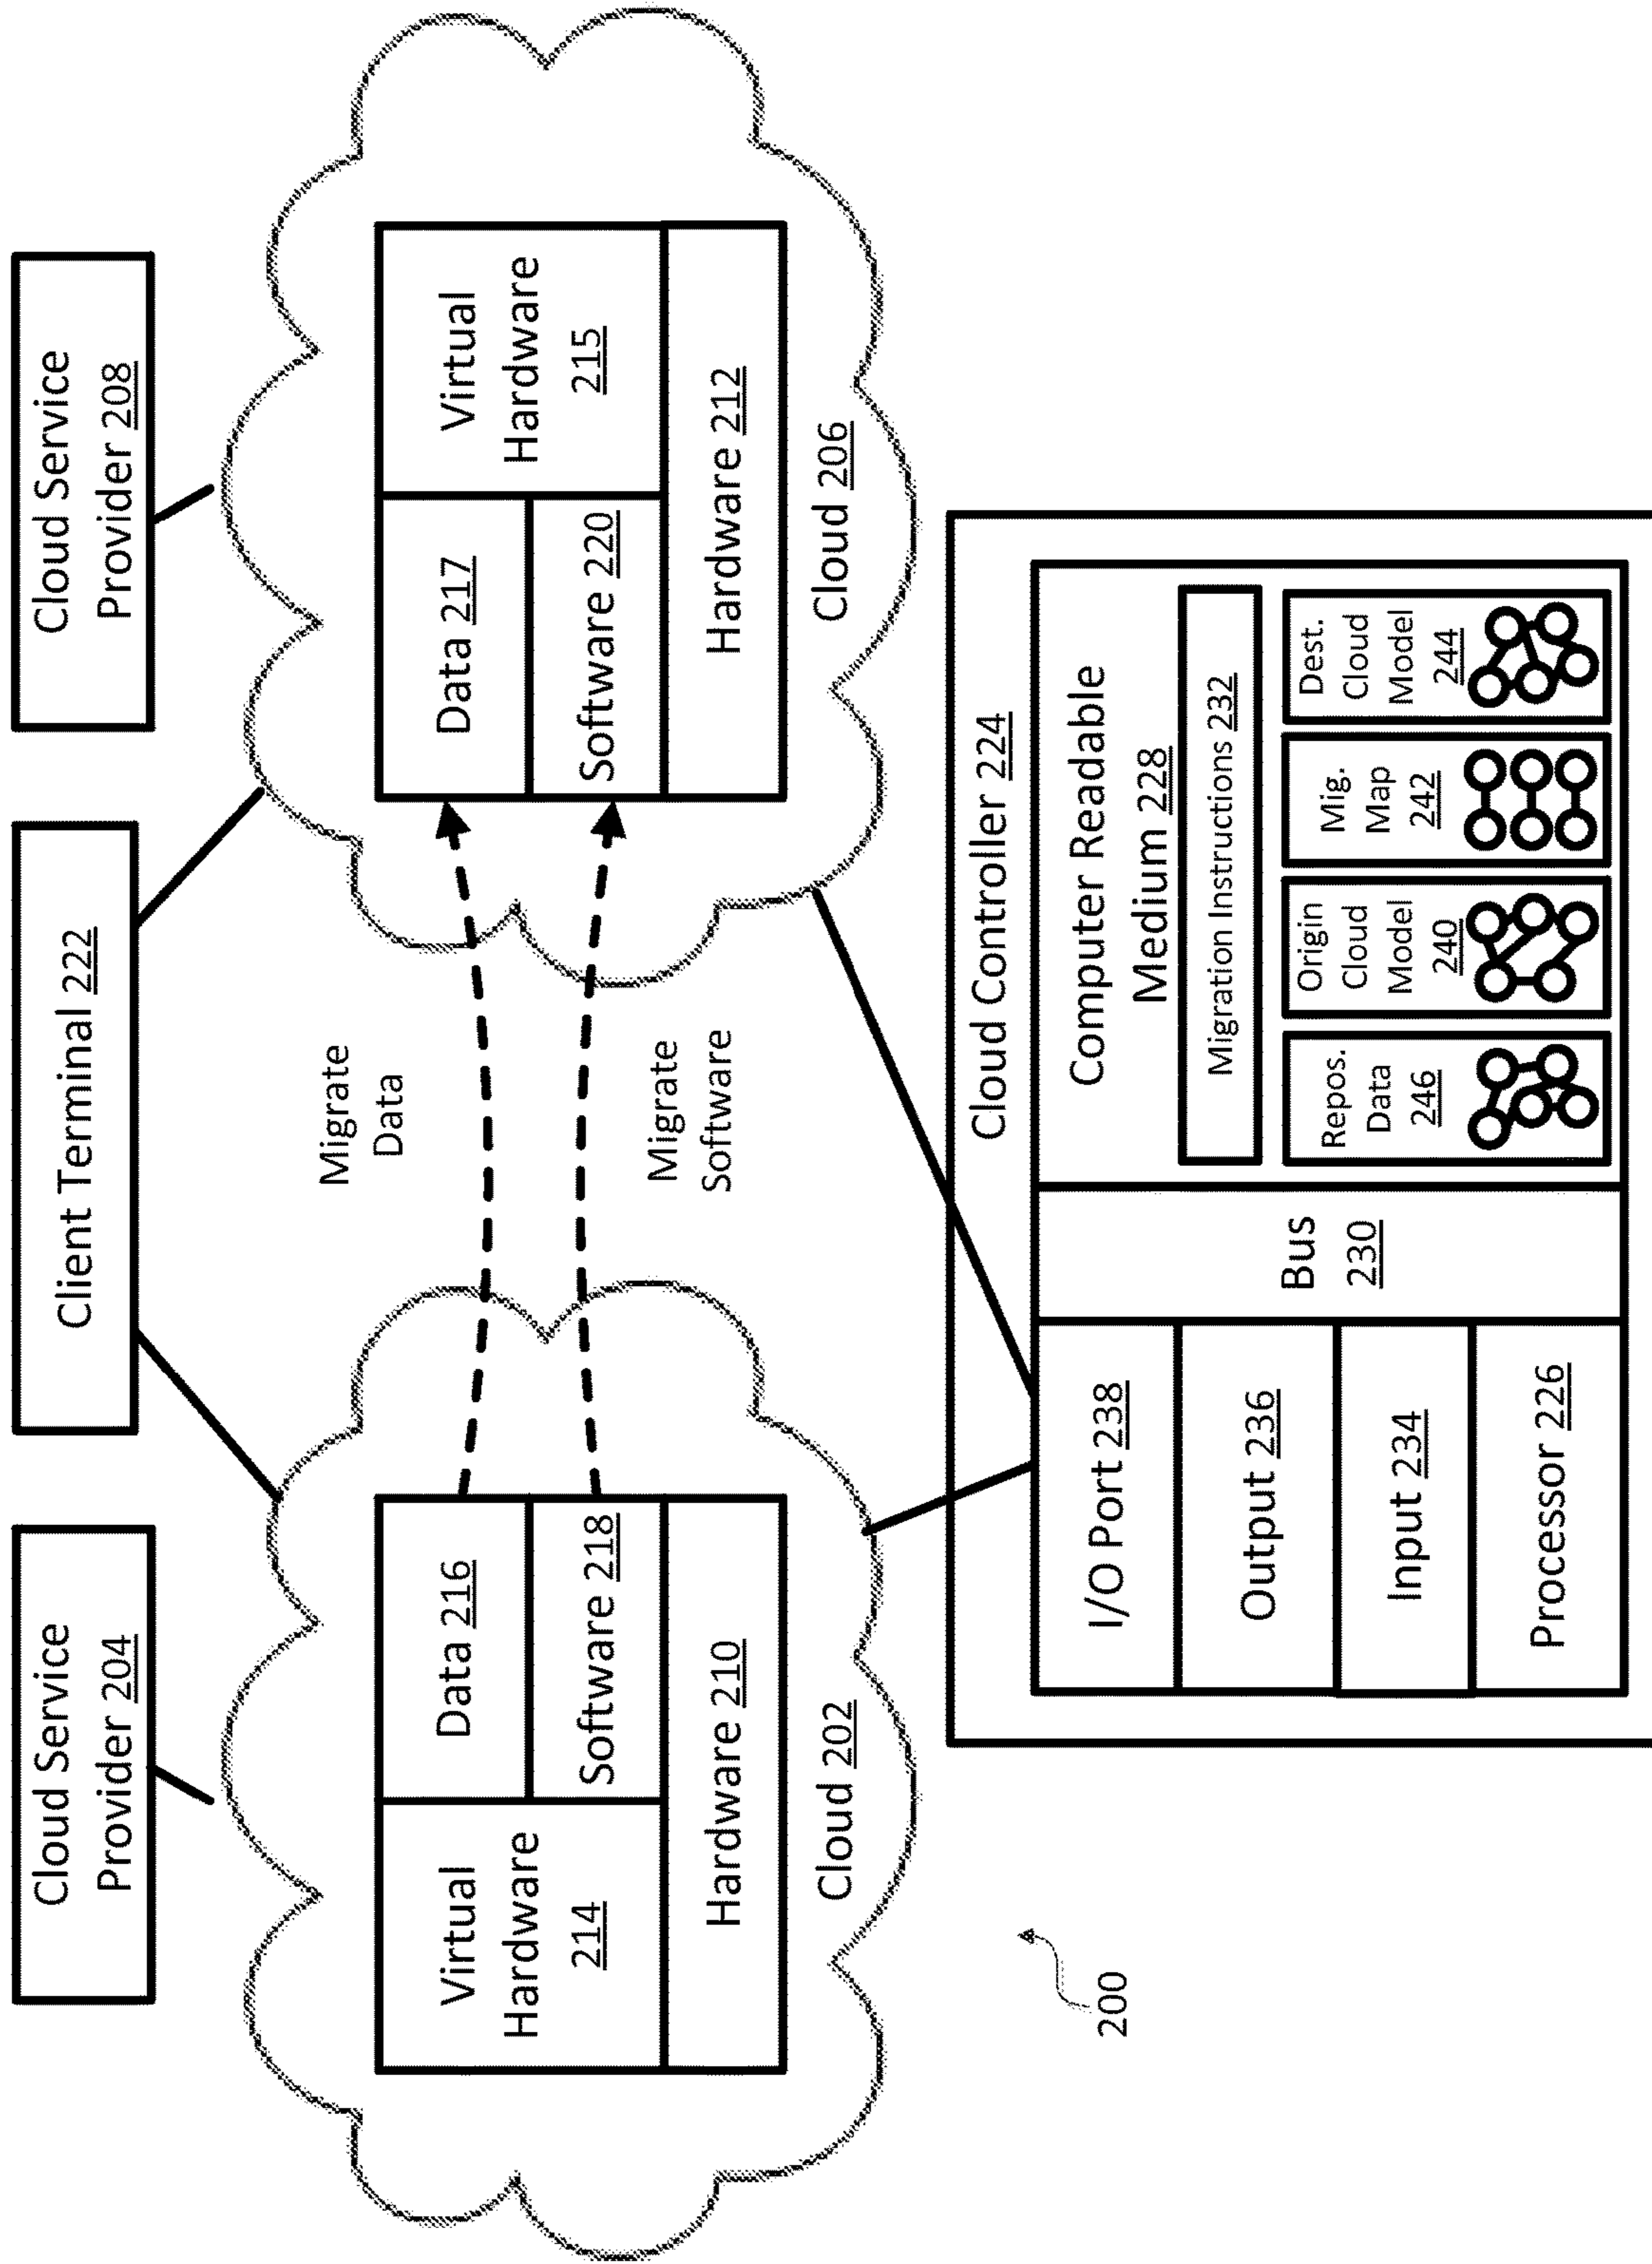 Cloud Service
Provider 204
Client Terminal 222
Cloud Service
Provider 208
Virtual
Hardware
214
Data 216
Software 218
Hardware 210
Cloud 202
Migrate
Data
Migrate
Software
Data 217
Software 220
Virtual
Hardware
215
Hardware 212
Cloud 206
200
Cloud Controller 224
I/O Port 238
Output 236
Input 234
Processor 226
Bus
230
Computer Readable
Medium 228
Migration Instructions 232
Repos.
Data
246
Origin
Cloud
Model
240
Mig.
Map
242
Dest.
Cloud
Model
244